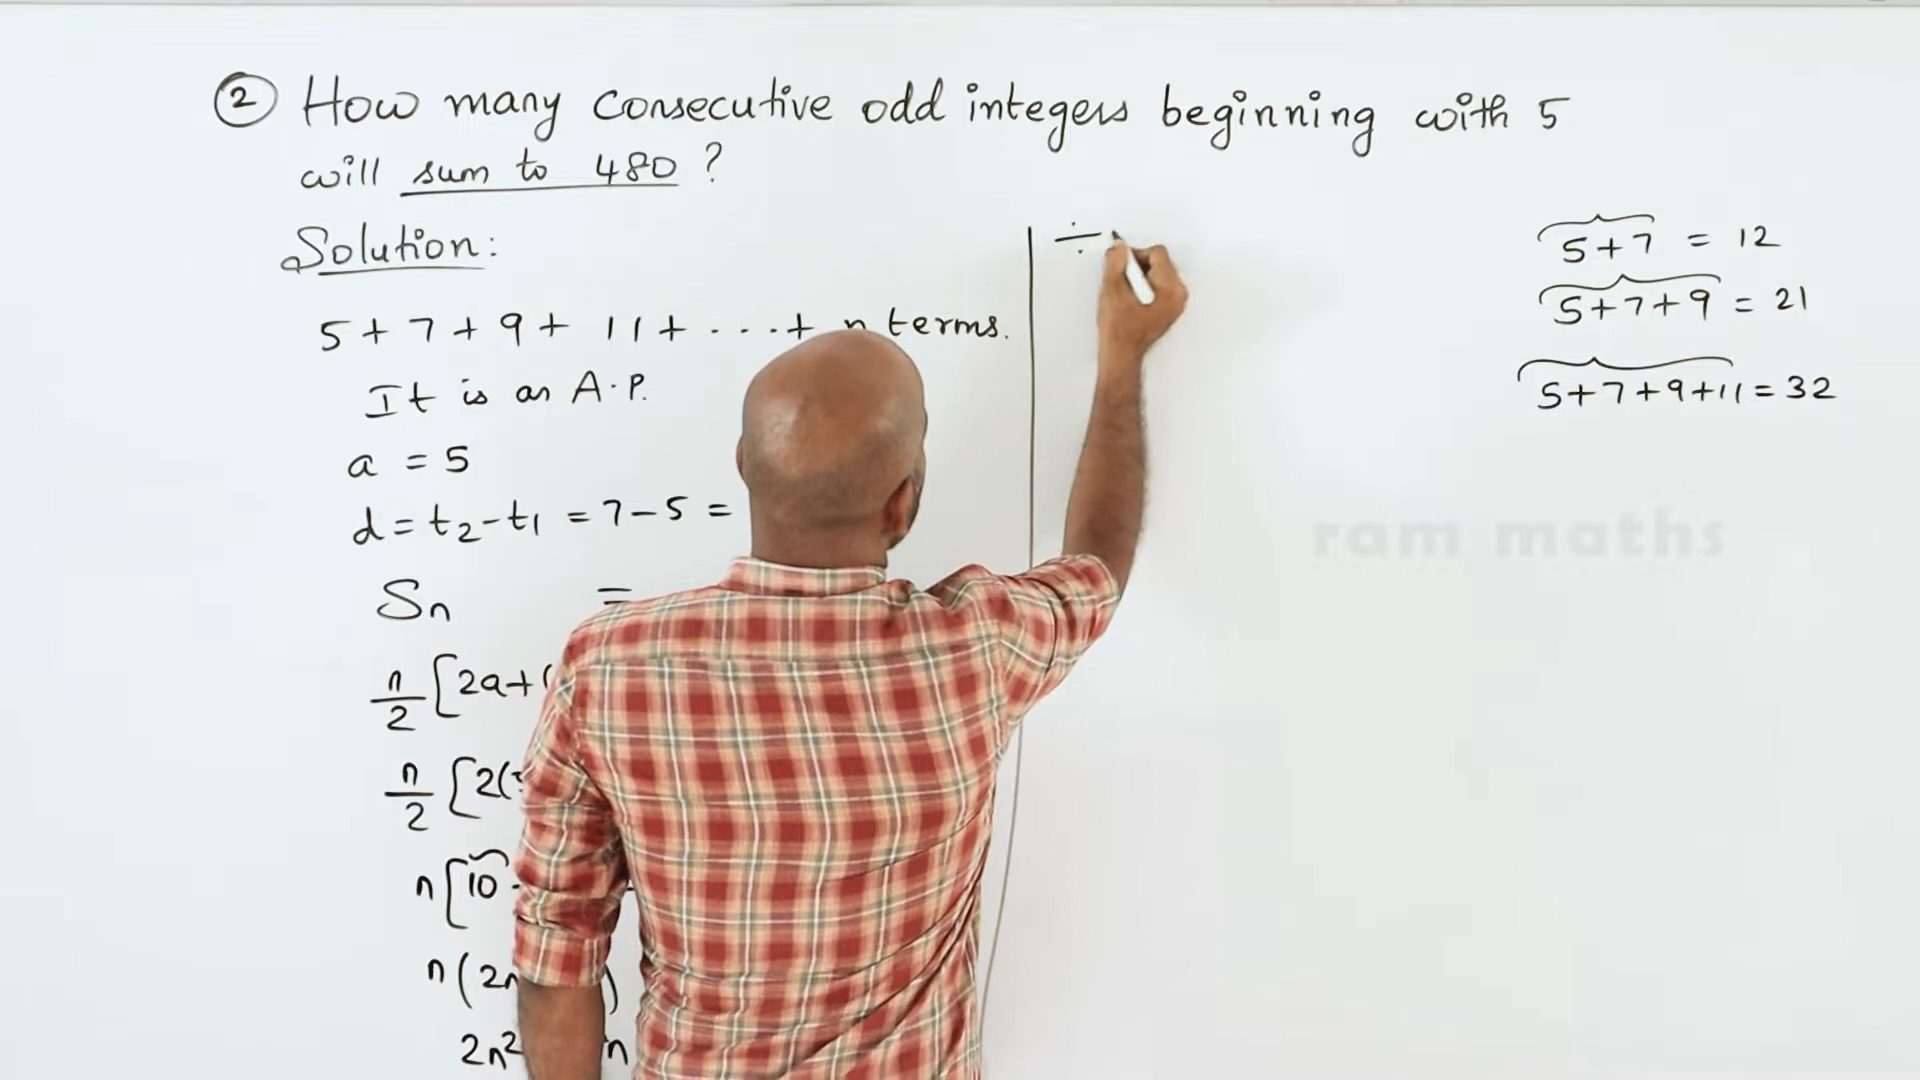 ② How many consecutive odd integers beginning with 5
will sum to 480 ?
Solution:
5 + 7 + 9 + 11 + ... + n terms.
It is an A.P.
a = 5
d = t₂ - t₁ = 7 - 5 =
Sₙ =
n/2 [2a + (
n/2 [2(
n [10
n (2n )
2n² n
÷
5 + 7 = 12
5 + 7 + 9 = 21
5 + 7 + 9 + 11 = 32
ram maths